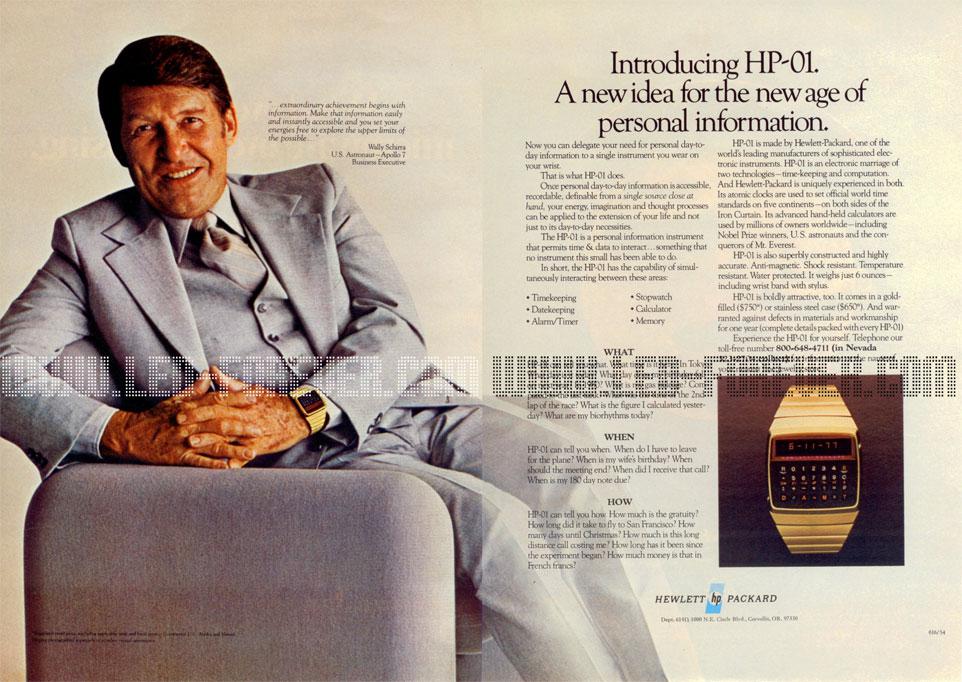 "...extraordinary achievement begins with
information. Make that information easily
and instantly accessible and you set your
energies free to explore the upper limits of
the possible..."
Wally Schirra
U.S. Astronaut—Apollo 7
Business Executive
Introducing HP-01.
A new idea for the new age of
personal information.
Now you can delegate your need for personal day-to-
day information to a single instrument you wear on
your wrist.
That is what HP-01 does.
Once personal day-to-day information is accessible,
recordable, definable from a single source close at
hand, your energy, imagination and thought processes
can be applied to the extension of your life and not
just to its day-to-day necessities.
The HP-01 is a personal information instrument
that permits time & data to interact...something that
no instrument this small has been able to do.
In short, the HP-01 has the capability of simul-
taneously interacting between these areas:
• Timekeeping
• Datekeeping
• Alarm/Timer
• Stopwatch
• Calculator
• Memory
WHAT
lap of the race? What is the figure I calculated yester-
day? What are my biorhythms today?
WHEN
HP-01 can tell you when. When do I have to leave
for the plane? When is my wife's birthday? When
should the meeting end? When did I receive that call?
When is my 180 day note due?
HOW
HP-01 can tell you how. How much is the gratuity?
How long did it take to fly to San Francisco? How
many days until Christmas? How much is this long
distance call costing me? How long has it been since
the experiment began? How much money is that in
French francs?
HP-01 is made by Hewlett-Packard, one of the
world's leading manufacturers of sophisticated elec-
tronic instruments. HP-01 is an electronic marriage of
two technologies—time-keeping and computation.
And Hewlett-Packard is uniquely experienced in both.
Its atomic clocks are used to set official world time
standards on five continents—on both sides of the
Iron Curtain. Its advanced hand-held calculators are
used by millions of owners worldwide—including
Nobel Prize winners, U.S. astronauts and the con-
querors of Mt. Everest.
HP-01 is also superbly constructed and highly
accurate. Anti-magnetic. Shock resistant. Temperature
resistant. Water protected. It weighs just 6 ounces—
including wrist band with stylus.
HP-01 is boldly attractive, too. It comes in a gold-
filled ($750*) or stainless steel case ($650*). And war-
ranted against defects in materials and workmanship
for one year (complete details packed with every HP-01)
Experience the HP-01 for yourself. Telephone our
toll-free number 800-648-4711 (in Nevada
6-11-77
HEWLETT hp PACKARD
Dept. 614D, 1000 N.E. Circle Blvd., Corvallis, OR. 97330
616/54